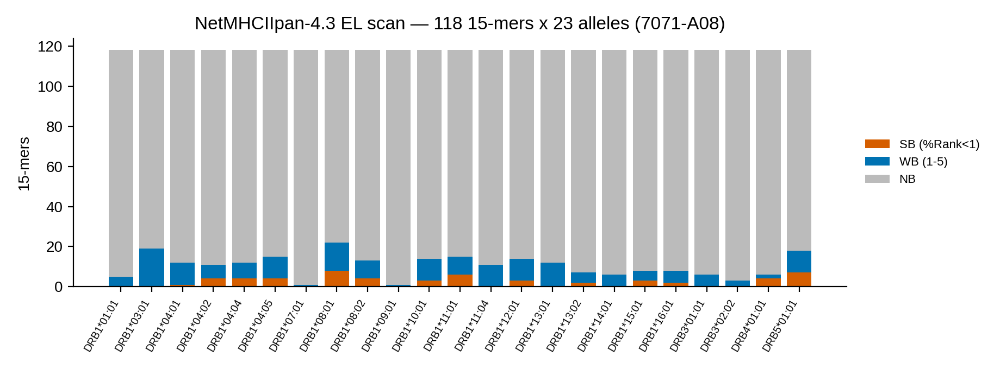 NetMHCIIpan-4.3 EL scan — 118 15-mers x 23 alleles (7071-A08)
15-mers
120
100
80
60
40
20
0
DRB1*01:01
DRB1*03:01
DRB1*04:01
DRB1*04:02
DRB1*04:04
DRB1*04:05
DRB1*07:01
DRB1*08:01
DRB1*08:02
DRB1*09:01
DRB1*10:01
DRB1*11:01
DRB1*11:04
DRB1*12:01
DRB1*13:01
DRB1*13:02
DRB1*14:01
DRB1*15:01
DRB1*16:01
DRB3*01:01
DRB3*02:02
DRB4*01:01
DRB5*01:01
SB (%Rank<1)
WB (1-5)
NB